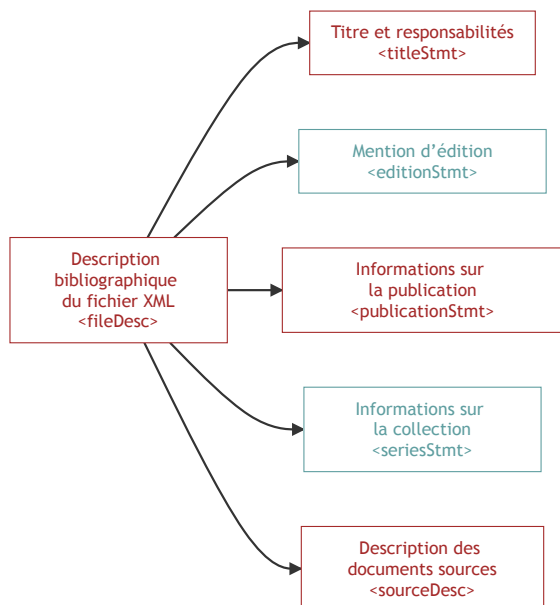 Titre et responsabilités
<titleStmt>
Mention d’édition
<editionStmt>
Description
bibliographique
du fichier XML
<fileDesc>
Informations sur
la publication
<publicationStmt>
Informations sur
la collection
<seriesStmt>
Description des
documents sources
<sourceDesc>